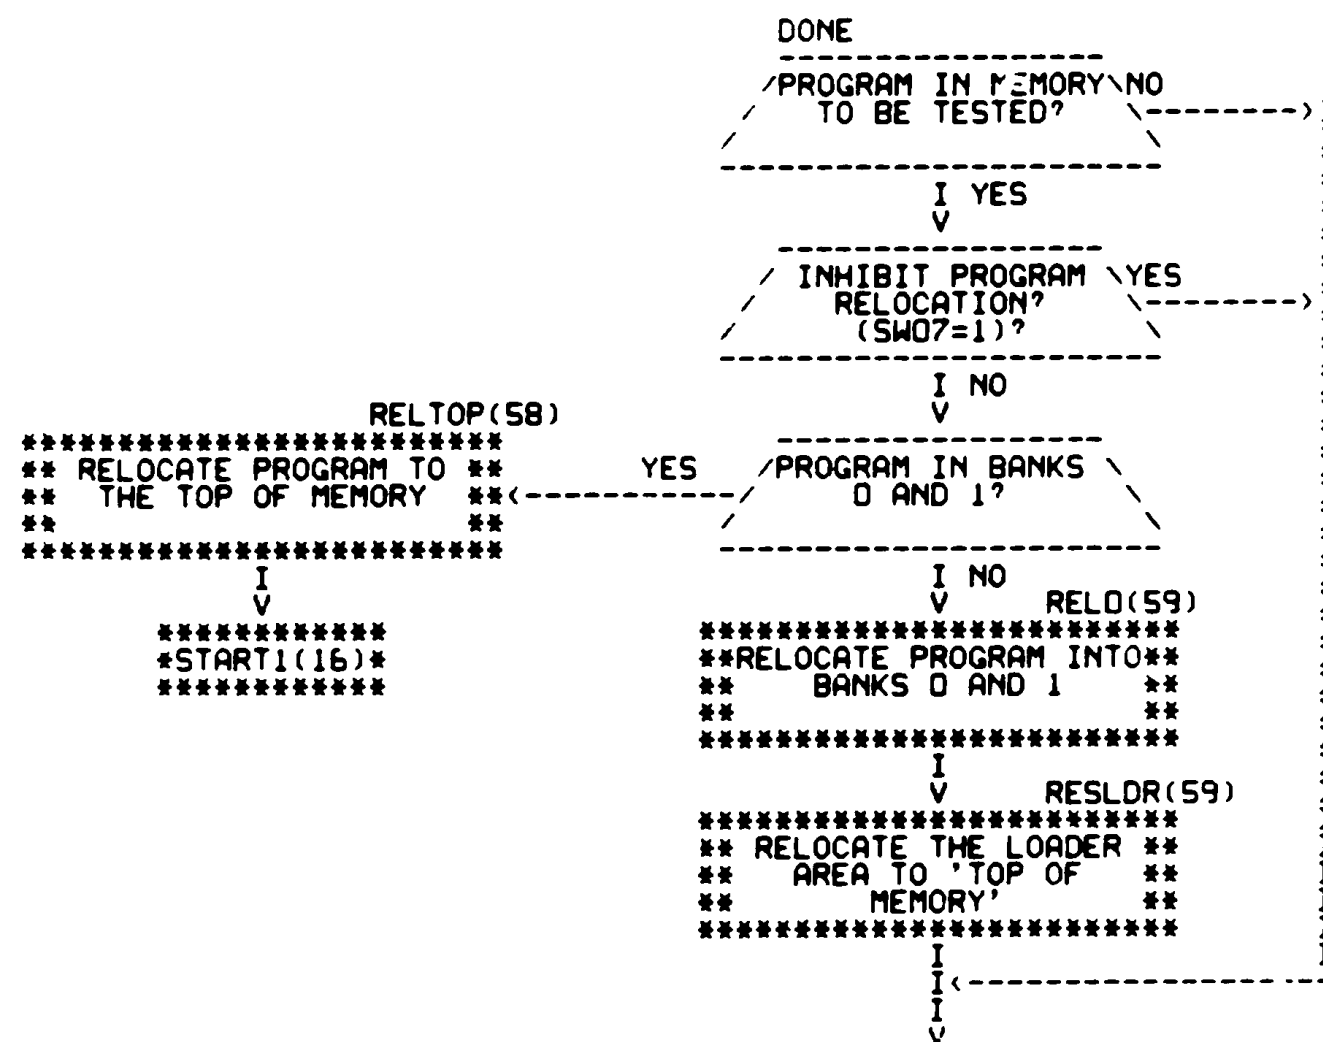 DONE
PROGRAM IN MEMORY NO
TO BE TESTED?
I YES
V
INHIBIT PROGRAM YES
RELOCATION?
(SW07=1)?
I NO
V
RELTOP(58)
RELOCATE PROGRAM TO
THE TOP OF MEMORY
YES
PROGRAM IN BANKS
0 AND 1?
I
V
START1(16)
I NO
V
REL0(59)
RELOCATE PROGRAM INTO
BANKS 0 AND 1
I
V
RESLDR(59)
RELOCATE THE LOADER
AREA TO 'TOP OF
MEMORY'
I
I
I
V